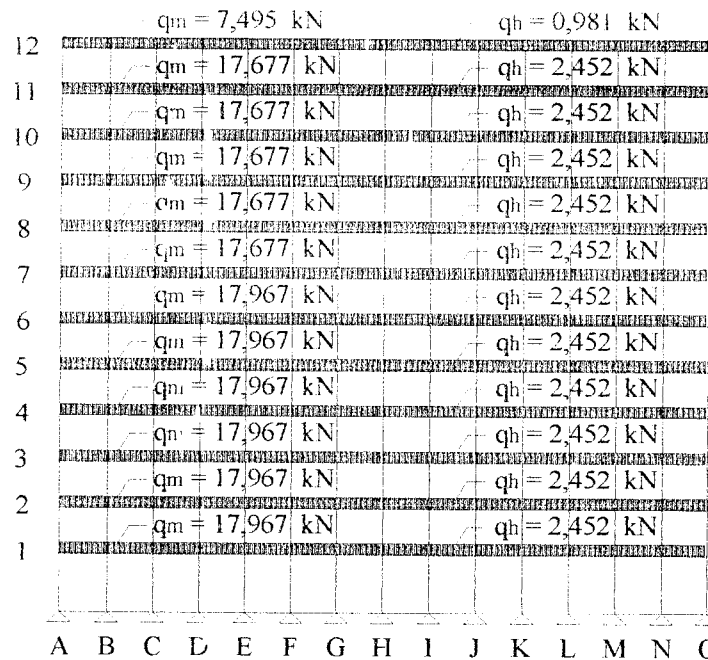 qm = 7,495 kN qh = 0,981 kN
12
qm = 17,677 kN qh = 2,452 kN
11
qm = 17,677 kN qh = 2,452 kN
10
qm = 17,677 kN qh = 2,452 kN
9
qm = 17,677 kN qh = 2,452 kN
8
qm = 17,677 kN qh = 2,452 kN
7
qm = 17,967 kN qh = 2,452 kN
6
qm = 17,967 kN qh = 2,452 kN
5
qm = 17,967 kN qh = 2,452 kN
4
qm = 17,967 kN qh = 2,452 kN
3
qm = 17,967 kN qh = 2,452 kN
2
qm = 17,967 kN qh = 2,452 kN
1
A B C D E F G H I J K L M N